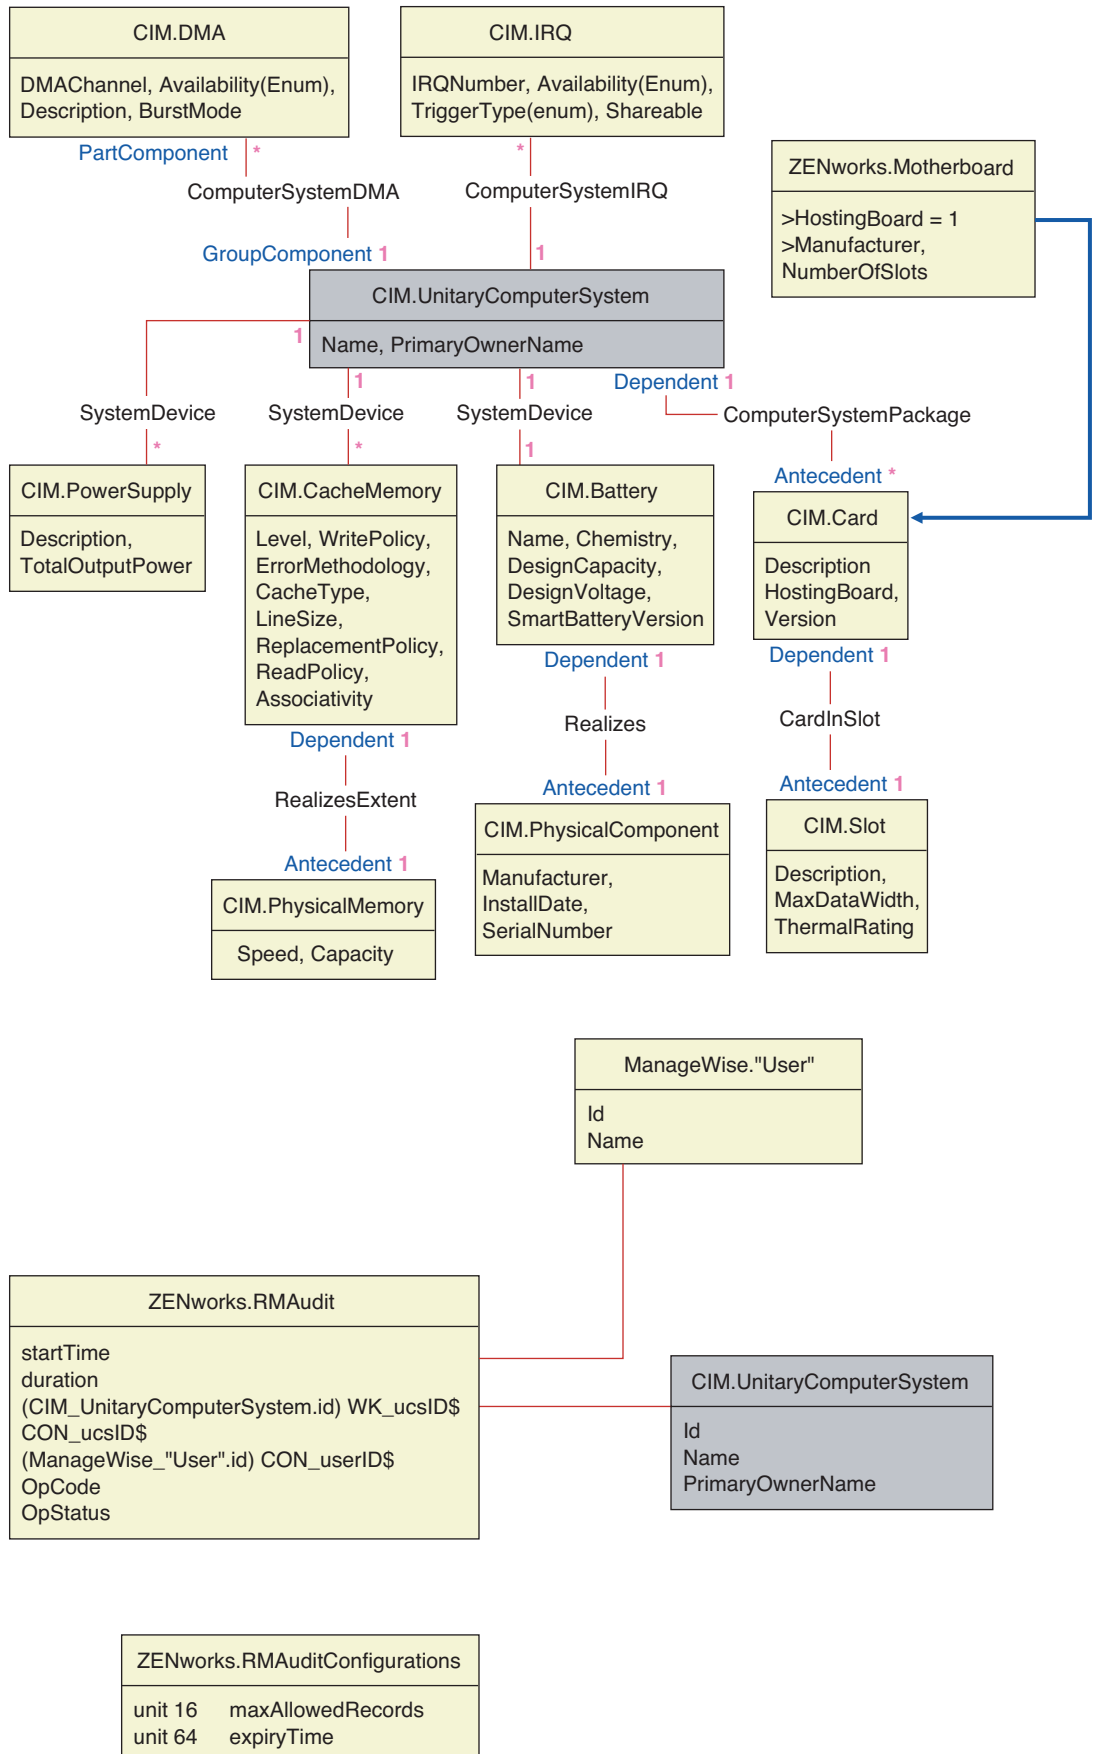 CIM.DMA
DMAChannel, Availability(Enum),
Description, BurstMode
CIM.IRQ
IRQNumber, Availability(Enum),
TriggerType(enum), Shareable
PartComponent *
*
ComputerSystemDMA
ComputerSystemIRQ
GroupComponent 1
1
ZENworks.Motherboard
>HostingBoard = 1
>Manufacturer,
NumberOfSlots
CIM.UnitaryComputerSystem
Name, PrimaryOwnerName
1
1
1
Dependent 1
SystemDevice
SystemDevice
SystemDevice
ComputerSystemPackage
*
*
1
Antecedent *
CIM.PowerSupply
Description,
TotalOutputPower
CIM.CacheMemory
Level, WritePolicy,
ErrorMethodology,
CacheType,
LineSize,
ReplacementPolicy,
ReadPolicy,
Associativity
CIM.Battery
Name, Chemistry,
DesignCapacity,
DesignVoltage,
SmartBatteryVersion
CIM.Card
Description
HostingBoard,
Version
Dependent 1
Dependent 1
Dependent 1
RealizesExtent
Realizes
CardInSlot
Antecedent 1
Antecedent 1
Antecedent 1
CIM.PhysicalMemory
Speed, Capacity
CIM.PhysicalComponent
Manufacturer,
InstallDate,
SerialNumber
CIM.Slot
Description,
MaxDataWidth,
ThermalRating
ManageWise."User"
Id
Name
ZENworks.RMAudit
startTime
duration
(CIM_UnitaryComputerSystem.id) WK_ucsID$
CON_ucsID$
(ManageWise_"User".id) CON_userID$
OpCode
OpStatus
CIM.UnitaryComputerSystem
Id
Name
PrimaryOwnerName
ZENworks.RMAuditConfigurations
unit 16 maxAllowedRecords
unit 64 expiryTime